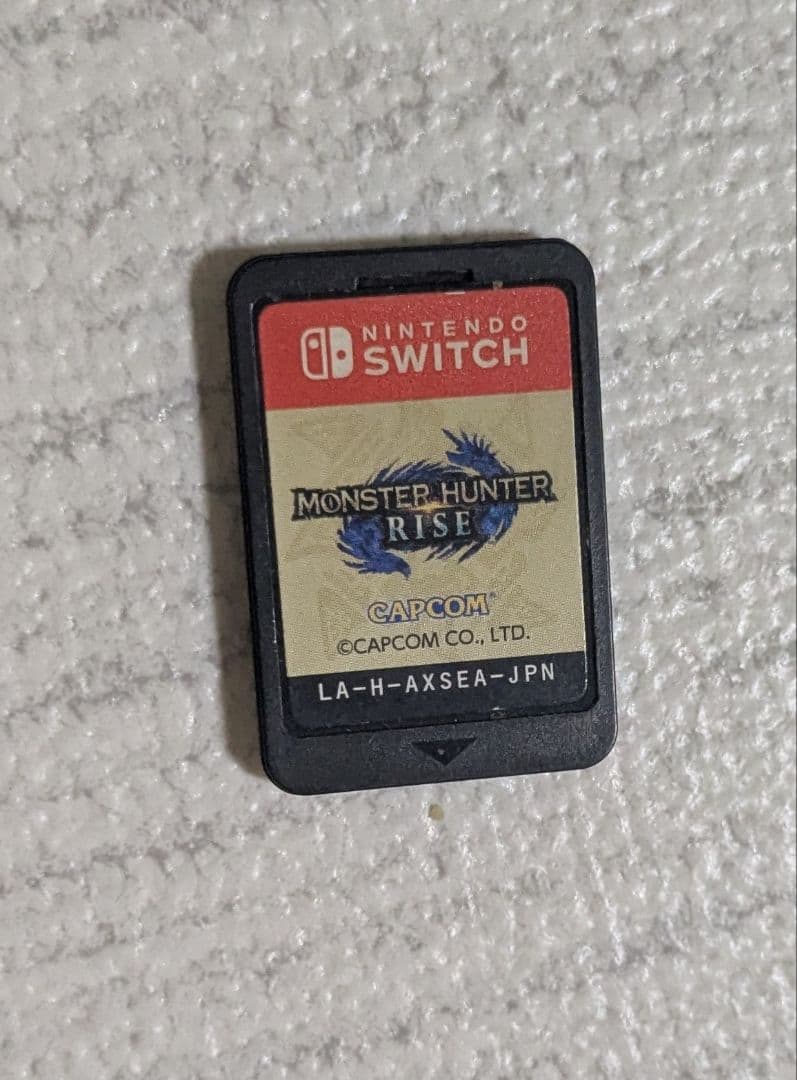 NINTENDO
SWITCH
MONSTER HUNTER
RISE
CAPCOM®
©CAPCOM CO., LTD.
LA-H-AXSEA-JPN